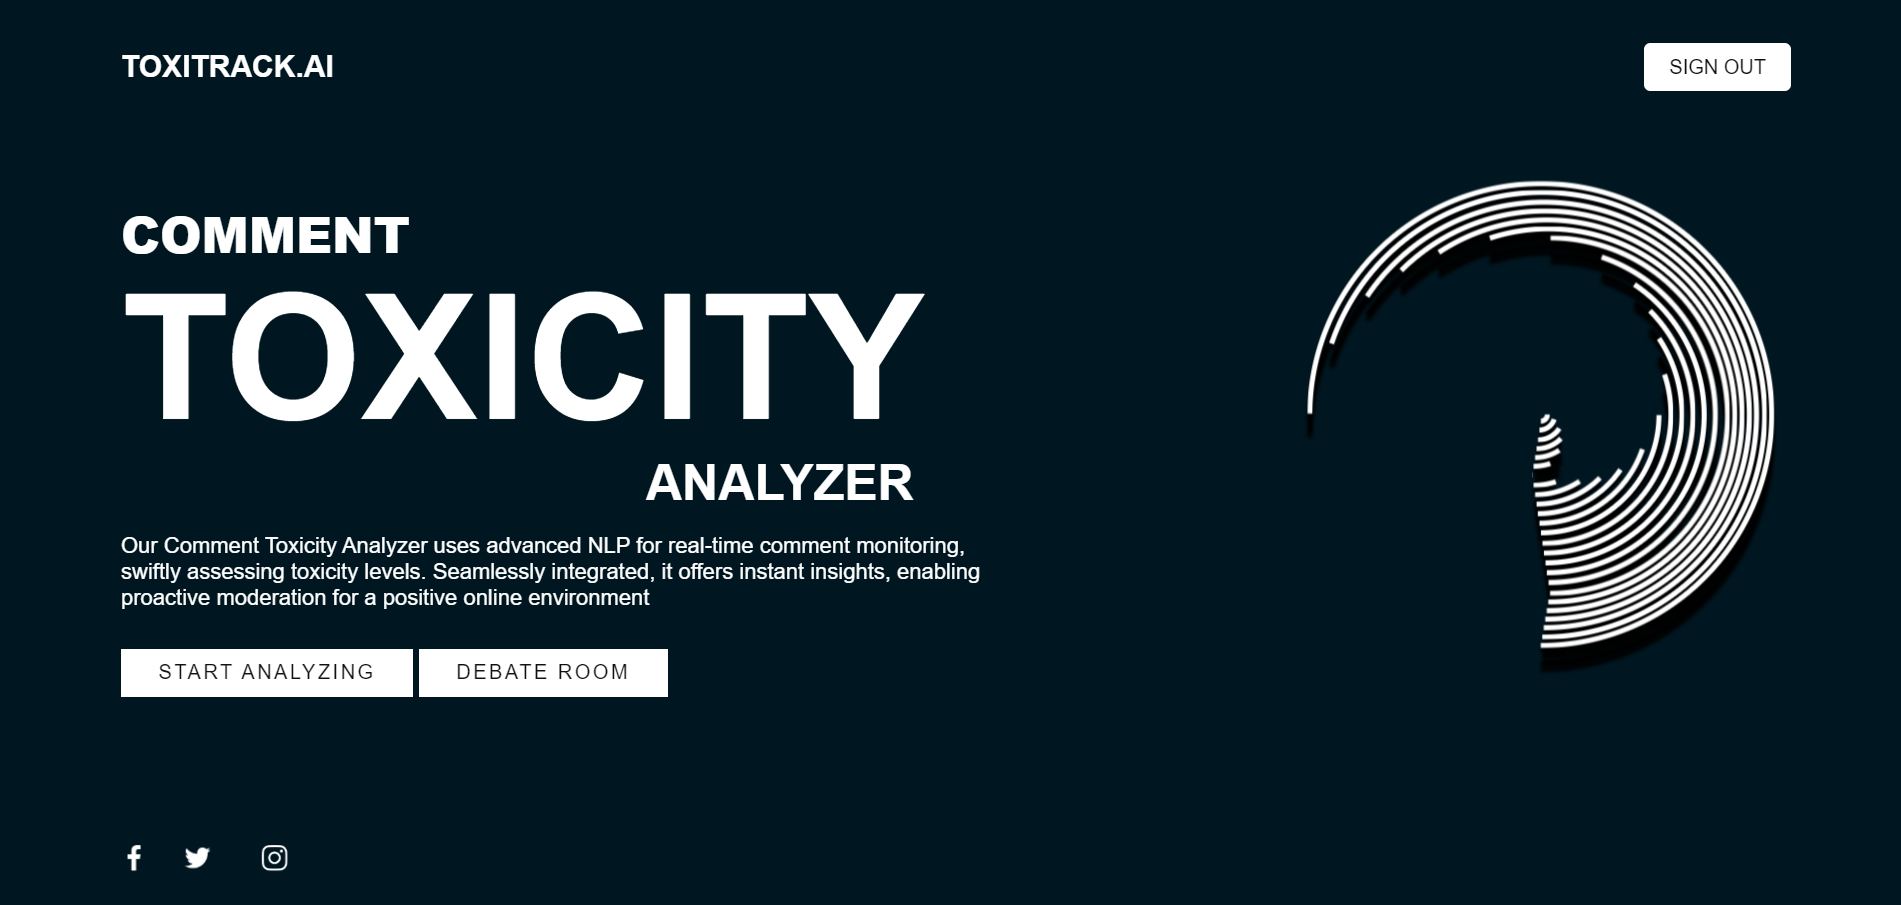 TOXITRACK.AI
SIGN OUT
COMMENT
TOXICITY
ANALYZER
Our Comment Toxicity Analyzer uses advanced NLP for real-time comment monitoring,
swiftly assessing toxicity levels. Seamlessly integrated, it offers instant insights, enabling
proactive moderation for a positive online environment
START ANALYZING
DEBATE ROOM